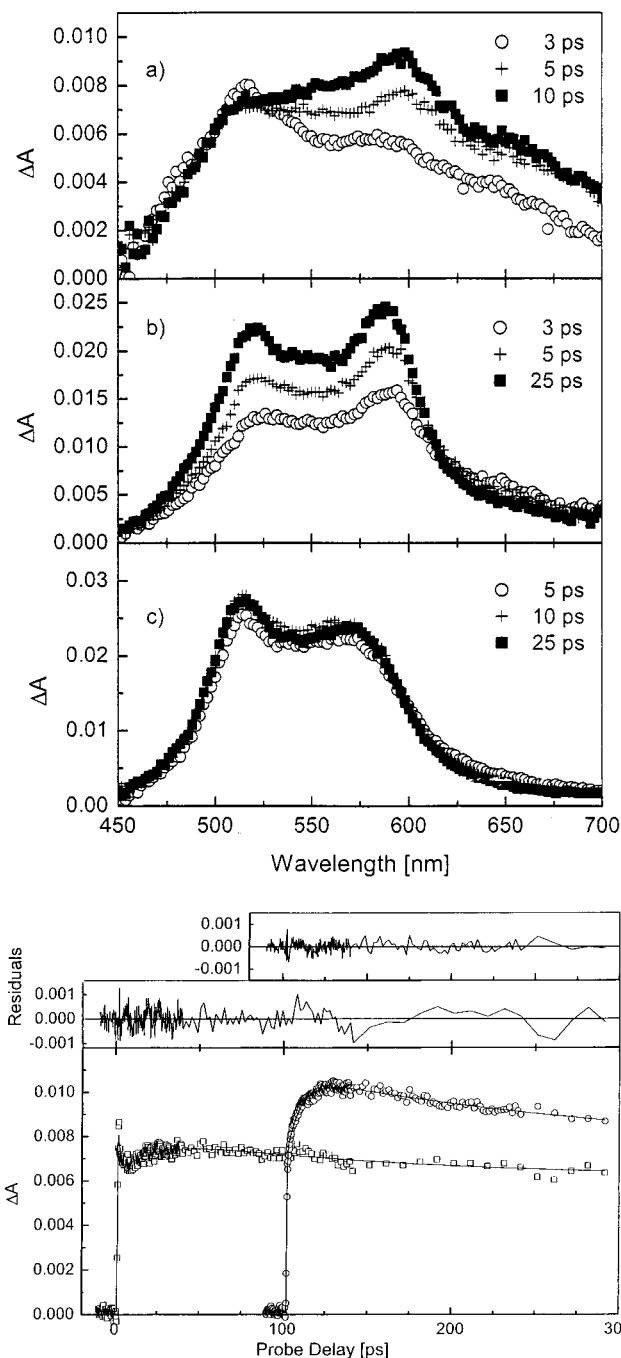 0.010
0.008
0.006
0.004
0.002
0.000
ΔA
a)
3 ps
5 ps
10 ps
0.025
0.020
0.015
0.010
0.005
0.000
ΔA
b)
3 ps
5 ps
25 ps
0.03
0.02
0.01
0.00
ΔA
c)
5 ps
10 ps
25 ps
450 500 550 600 650 700
Wavelength [nm]
0.001
0.000
-0.001
0.001
0.000
-0.001
Residuals
0.010
0.008
0.006
0.004
0.002
0.000
ΔA
0 100 200 30
Probe Delay [ps]